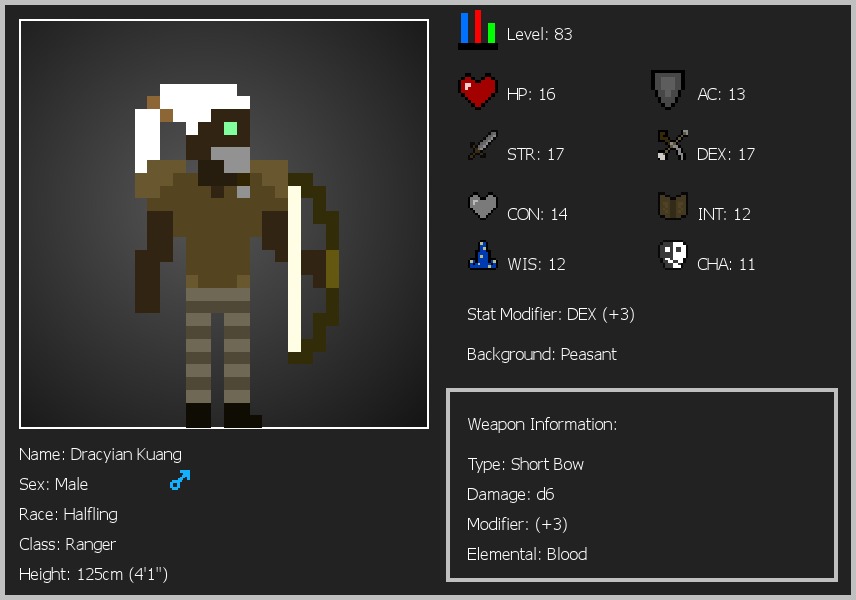 Level: 83
HP: 16
AC: 13
STR: 17
DEX: 17
CON: 14
INT: 12
WIS: 12
CHA: 11
Stat Modifier: DEX (+3)
Background: Peasant
Weapon Information:
Type: Short Bow
Damage: d6
Modifier: (+3)
Elemental: Blood
Name: Dracyian Kuang
Sex: Male
Race: Halfling
Class: Ranger
Height: 125cm (4'1")